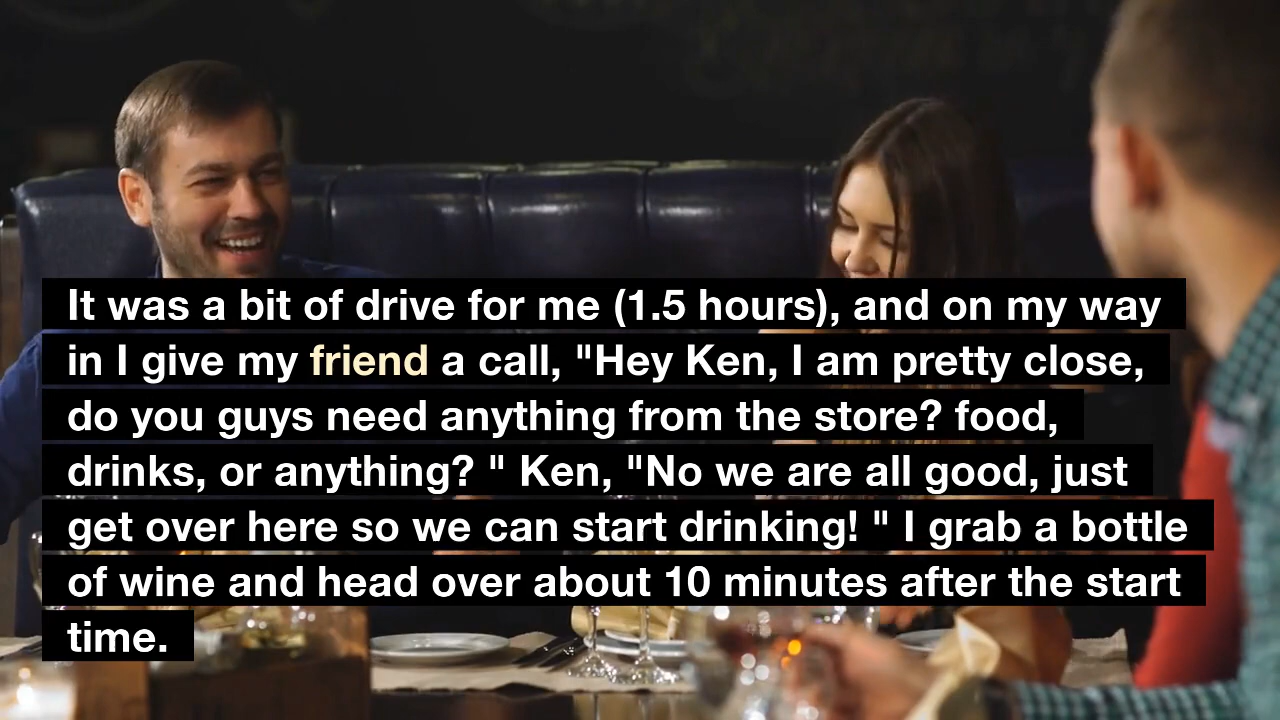 It was a bit of drive for me (1.5 hours), and on my way
in I give my friend a call, "Hey Ken, I am pretty close,
do you guys need anything from the store? food,
drinks, or anything? " Ken, "No we are all good, just
get over here so we can start drinking! " I grab a bottle
of wine and head over about 10 minutes after the start
time.